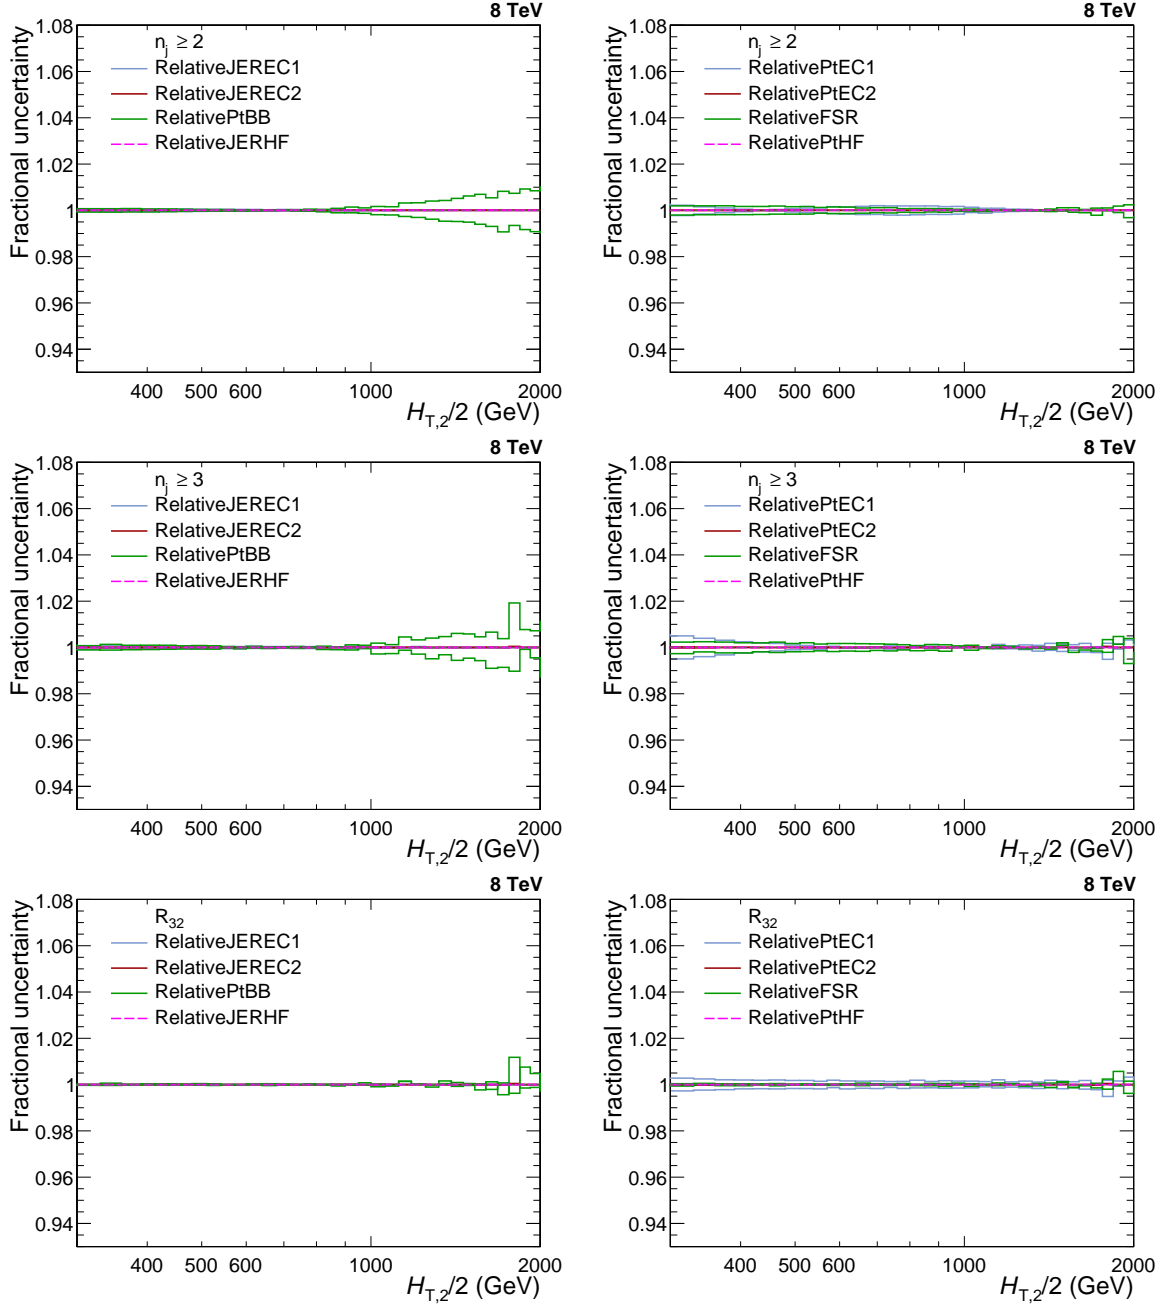 8 TeV
Fractional uncertainty
1.08
1.06
1.04
1.02
1
0.98
0.96
0.94
n_j ≥ 2
RelativeJEREC1
RelativeJEREC2
RelativePtBB
RelativeJERHF
400 500 600 1000 2000
H_T,2/2 (GeV)
8 TeV
Fractional uncertainty
1.08
1.06
1.04
1.02
1
0.98
0.96
0.94
n_j ≥ 2
RelativePtEC1
RelativePtEC2
RelativeFSR
RelativePtHF
400 500 600 1000 2000
H_T,2/2 (GeV)
8 TeV
Fractional uncertainty
1.08
1.06
1.04
1.02
1
0.98
0.96
0.94
n_j ≥ 3
RelativeJEREC1
RelativeJEREC2
RelativePtBB
RelativeJERHF
400 500 600 1000 2000
H_T,2/2 (GeV)
8 TeV
Fractional uncertainty
1.08
1.06
1.04
1.02
1
0.98
0.96
0.94
n_j ≥ 3
RelativePtEC1
RelativePtEC2
RelativeFSR
RelativePtHF
400 500 600 1000 2000
H_T,2/2 (GeV)
8 TeV
Fractional uncertainty
1.08
1.06
1.04
1.02
1
0.98
0.96
0.94
R_32
RelativeJEREC1
RelativeJEREC2
RelativePtBB
RelativeJERHF
400 500 600 1000 2000
H_T,2/2 (GeV)
8 TeV
Fractional uncertainty
1.08
1.06
1.04
1.02
1
0.98
0.96
0.94
R_32
RelativePtEC1
RelativePtEC2
RelativeFSR
RelativePtHF
400 500 600 1000 2000
H_T,2/2 (GeV)